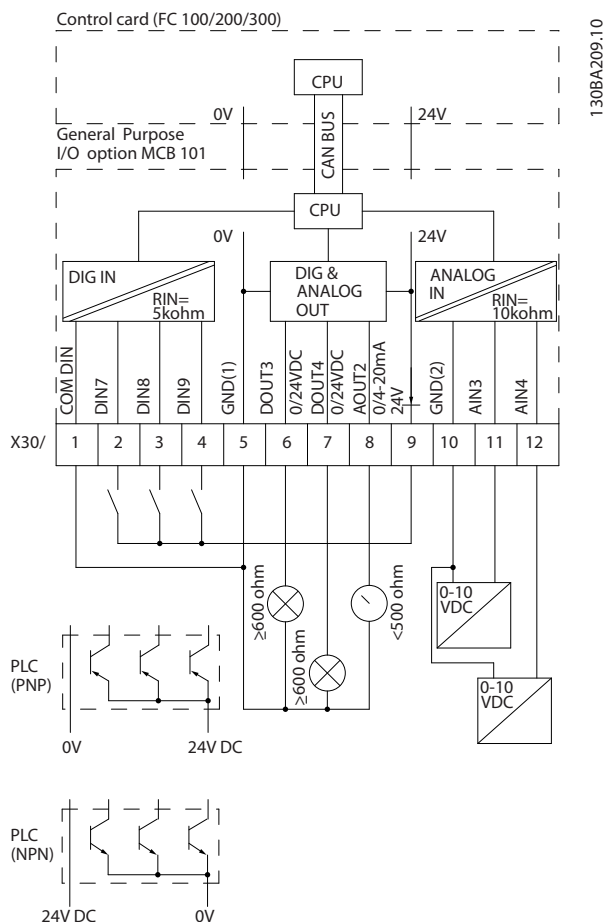 Control card (FC 100/200/300)
130BA209.10
CPU
0V
24V
CAN BUS
General Purpose
I/O option MCB 101
CPU
0V
24V
DIG IN
RIN=
5kohm
DIG &
ANALOG
OUT
ANALOG
IN
RIN=
10kohm
COM DIN
DIN7
DIN8
DIN9
GND(1)
DOUT3
0/24VDC
DOUT4
0/24VDC
AOUT2
0/4-20mA
24V
GND(2)
AIN3
AIN4
X30/ 1 2 3 4 5 6 7 8 9 10 11 12
≥600 ohm
≥600 ohm
<500 ohm
0-10
VDC
0-10
VDC
PLC
(PNP)
0V
24V DC
PLC
(NPN)
24V DC
0V